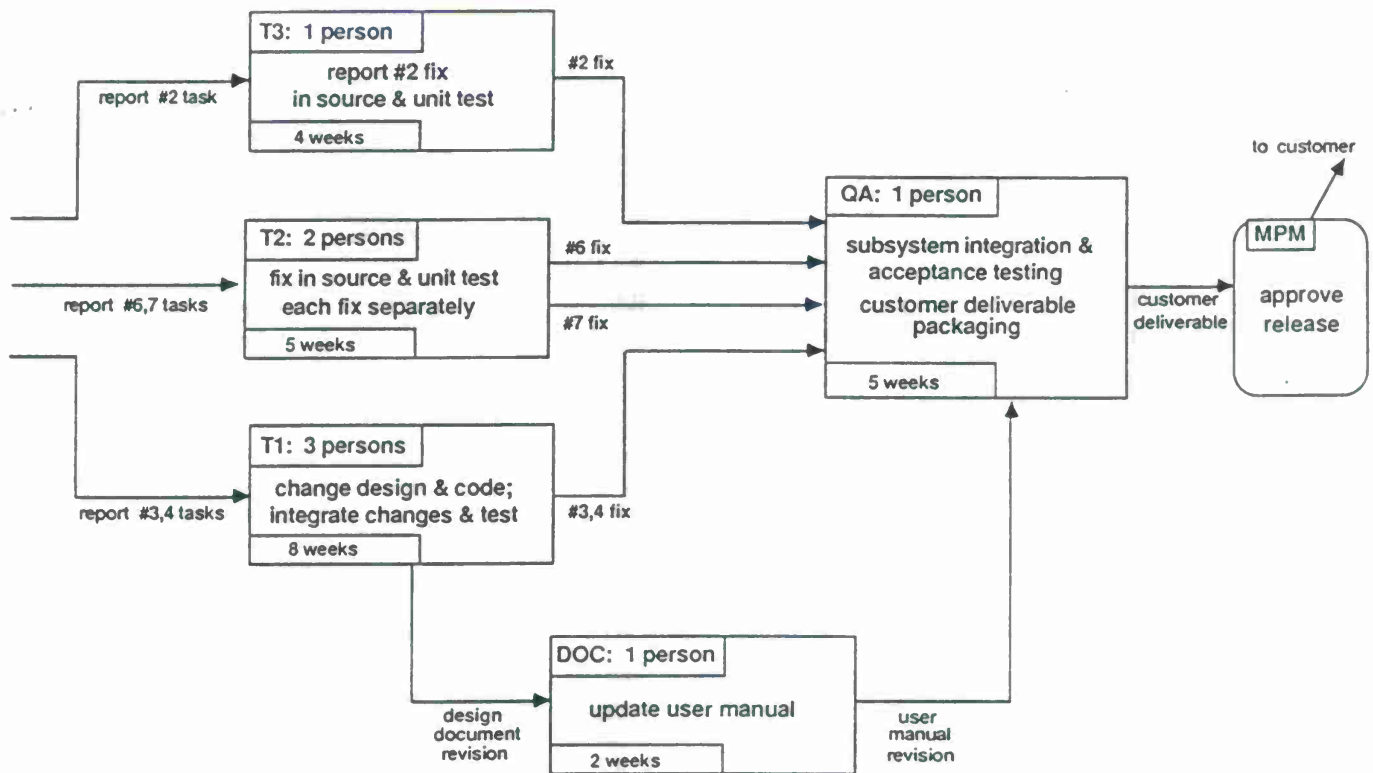 T3: 1 person
report #2 fix
in source & unit test
4 weeks
report #2 task
#2 fix
T2: 2 persons
fix in source & unit test
each fix separately
5 weeks
report #6,7 tasks
#6 fix
#7 fix
T1: 3 persons
change design & code;
integrate changes & test
8 weeks
report #3,4 tasks
#3,4 fix
DOC: 1 person
update user manual
2 weeks
design
document
revision
user
manual
revision
QA: 1 person
subsystem integration &
acceptance testing
customer deliverable
packaging
5 weeks
customer
deliverable
to customer
MPM
approve
release